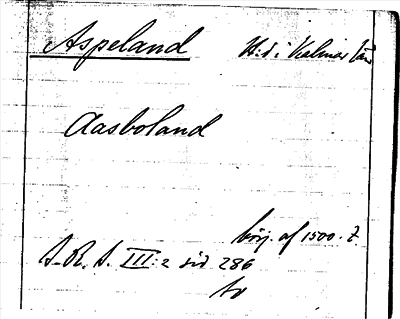 Aspeland H:d i Kalmar län
Aasboland
börj. af 1500-t.
S.R.S. III:2 sid 286